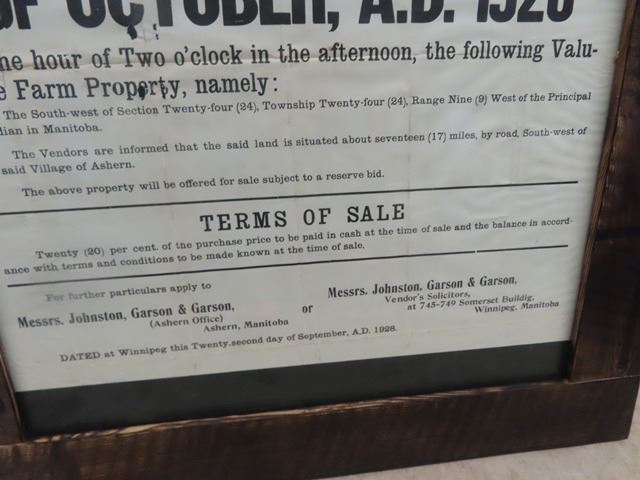 OF OCTOBER, A.D. 1928
he hour of Two o'clock in the afternoon, the following Valu-
e Farm Property, namely:
The South-west of Section Twenty-four (24), Township Twenty-four (24), Range Nine (9) West of the Principal
dian in Manitoba.
The Vendors are informed that the said land is situated about seventeen (17) miles, by road, South-west of
said Village of Ashern.
The above property will be offered for sale subject to a reserve bid.
TERMS OF SALE
Twenty (20) per cent. of the purchase price to be paid in cash at the time of sale and the balance in accord-
ance with terms and conditions to be made known at the time of sale.
For further particulars apply to
Messrs. Johnston, Garson & Garson,
(Ashern Office)
Ashern, Manitoba
or
Messrs. Johnston, Garson & Garson,
Vendor's Solicitors,
at 745-749 Somerset Buildig,
Winnipeg, Manitoba
DATED at Winnipeg this Twenty-second day of September, A.D. 1928.